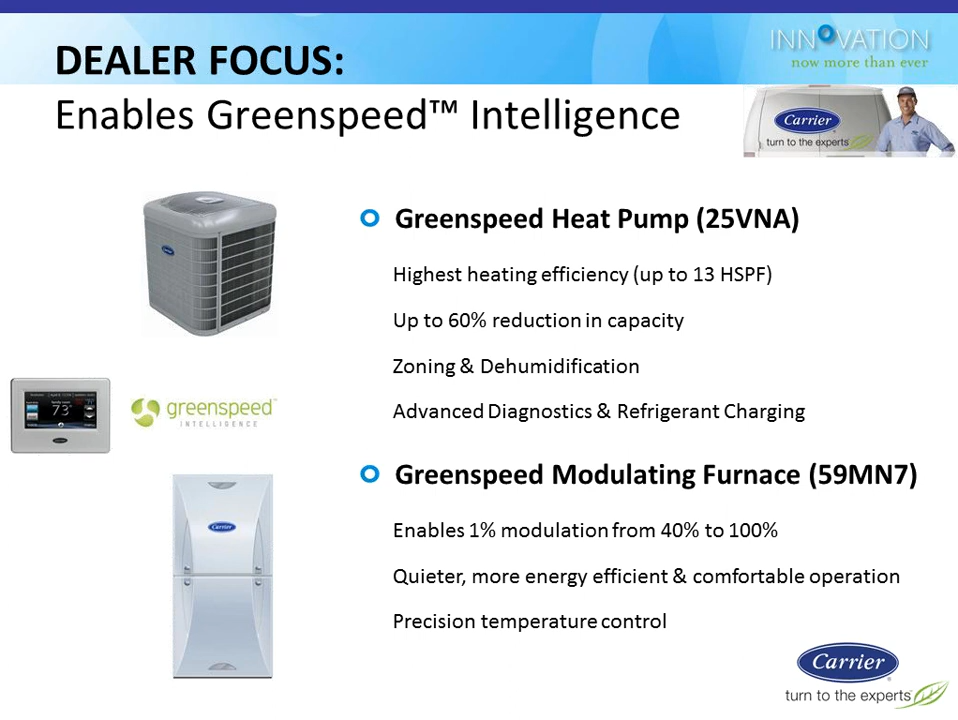 DEALER FOCUS:
Enables Greenspeed™ Intelligence
INNOVATION
now more than ever
Carrier
turn to the experts
Greenspeed Heat Pump (25VNA)
Highest heating efficiency (up to 13 HSPF)
Up to 60% reduction in capacity
Zoning & Dehumidification
Advanced Diagnostics & Refrigerant Charging
73
greenspeed™
INTELLIGENCE
Greenspeed Modulating Furnace (59MN7)
Enables 1% modulation from 40% to 100%
Quieter, more energy efficient & comfortable operation
Precision temperature control
Carrier
Carrier®
turn to the experts